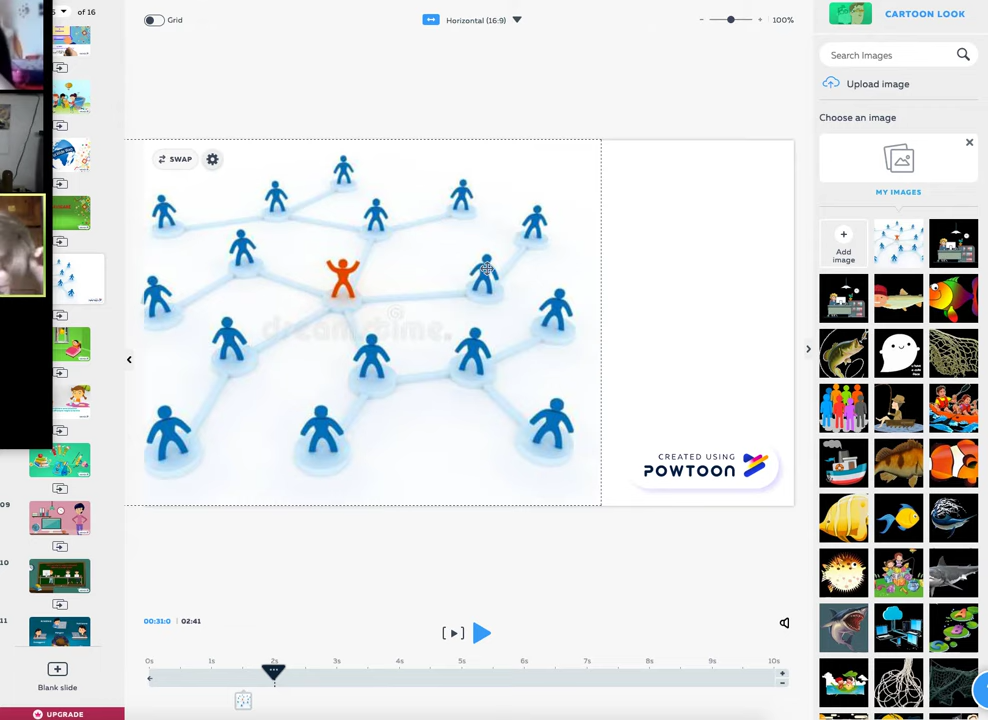 of 16
Grid
Horizontal (16:9)
− + 100%
CARTOON LOOK
Search Images
Upload image
Choose an image
MY IMAGES
Add
image
SWAP
dreamstime.
CREATED USING
POWTOON
09
10
11
00:31:0 | 02:41
0s 1s 2s 3s 4s 5s 6s 7s 8s 9s 10s
Blank slide
UPGRADE